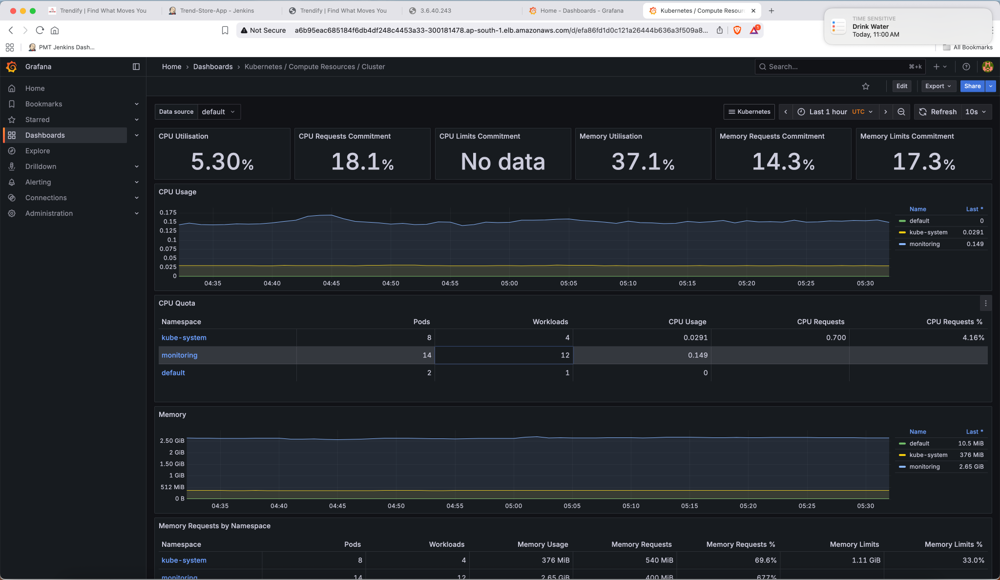 Trendify | Find What Moves You
Trend-Store-App - Jenkins
Trendify | Find What Moves You
3.6.40.243
Home - Dashboards - Grafana
Kubernetes / Compute Resour
TIME SENSITIVE
Drink Water
Today, 11:00 AM
Not Secure
a6b95eac685184f6db4df248c4453a33-300181478.ap-south-1.elb.amazonaws.com/d/efa86fd1d0c121a26444b636a3f509a8...
1
PMT Jenkins Dash...
All Bookmarks
Grafana
Home › Dashboards › Kubernetes / Compute Resources / Cluster
Search...
⌘+k
Home
Bookmarks
Starred
Dashboards
Explore
Drilldown
Alerting
Connections
Administration
Edit
Export
Share
Data source
default
Kubernetes
Last 1 hour UTC
Refresh
10s
CPU Utilisation
5.30%
CPU Requests Commitment
18.1%
CPU Limits Commitment
No data
Memory Utilisation
37.1%
Memory Requests Commitment
14.3%
Memory Limits Commitment
17.3%
CPU Usage
0.175
0.15
0.125
0.1
0.075
0.05
0.025
0
04:35 04:40 04:45 04:50 04:55 05:00 05:05 05:10 05:15 05:20 05:25 05:30
Name Last *
default 0
kube-system 0.0291
monitoring 0.149
CPU Quota
Namespace Pods Workloads CPU Usage CPU Requests CPU Requests %
kube-system 8 4 0.0291 0.700 4.16%
monitoring 14 12 0.149
default 2 1 0
Memory
2.50 GiB
2 GiB
1.50 GiB
1 GiB
512 MiB
0 B
04:35 04:40 04:45 04:50 04:55 05:00 05:05 05:10 05:15 05:20 05:25 05:30
Name Last *
default 10.5 MiB
kube-system 376 MiB
monitoring 2.65 GiB
Memory Requests by Namespace
Namespace Pods Workloads Memory Usage Memory Requests Memory Requests % Memory Limits Memory Limits %
kube-system 8 4 376 MiB 540 MiB 69.6% 1.11 GiB 33.0%
monitoring 14 12 2.65 GiB 400 MiB 677%